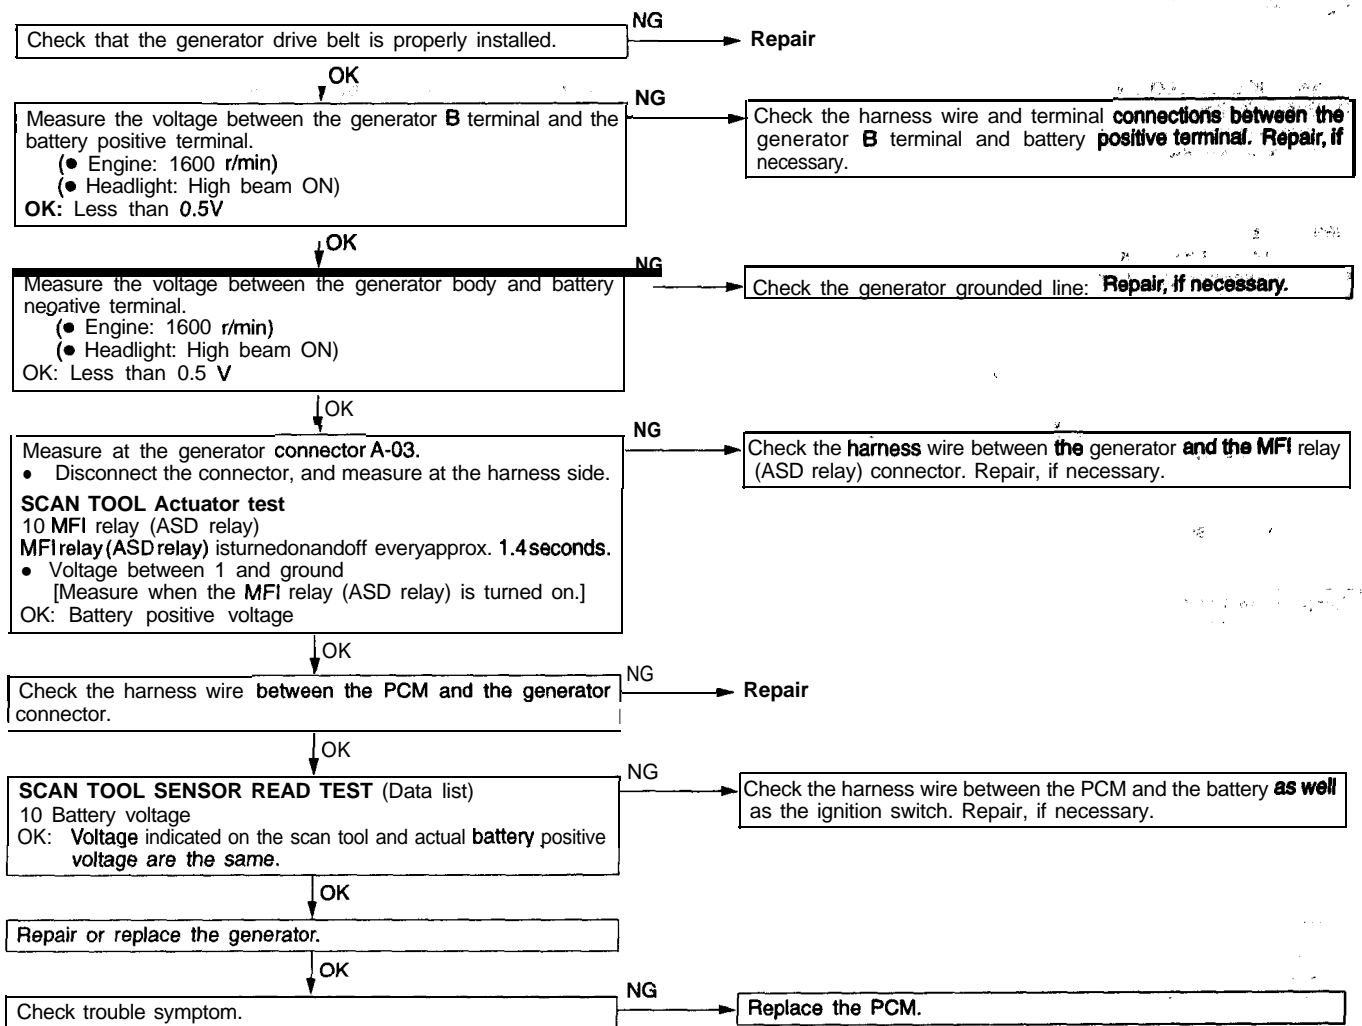 Check that the generator drive belt is properly installed.
NG
Repair
OK
Measure the voltage between the generator B terminal and the
battery positive terminal.
(● Engine: 1600 r/min)
(● Headlight: High beam ON)
OK: Less than 0.5V
NG
Check the harness wire and terminal connections between the
generator B terminal and battery positive terminal. Repair, if
necessary.
OK
Measure the voltage between the generator body and battery
negative terminal.
(● Engine: 1600 r/min)
(● Headlight: High beam ON)
OK: Less than 0.5 V
NG
Check the generator grounded line: Repair, if necessary.
OK
Measure at the generator connector A-03.
● Disconnect the connector, and measure at the harness side.
SCAN TOOL Actuator test
10 MFI relay (ASD relay)
MFI relay (ASD relay) isturnedonandoff everyapprox. 1.4 seconds.
● Voltage between 1 and ground
[Measure when the MFI relay (ASD relay) is turned on.]
OK: Battery positive voltage
NG
Check the harness wire between the generator and the MFI relay
(ASD relay) connector. Repair, if necessary.
OK
Check the harness wire between the PCM and the generator
connector.
NG
Repair
OK
SCAN TOOL SENSOR READ TEST (Data list)
10 Battery voltage
OK: Voltage indicated on the scan tool and actual battery positive
voltage are the same.
NG
Check the harness wire between the PCM and the battery as well
as the ignition switch. Repair, if necessary.
OK
Repair or replace the generator.
OK
Check trouble symptom.
NG
Replace the PCM.